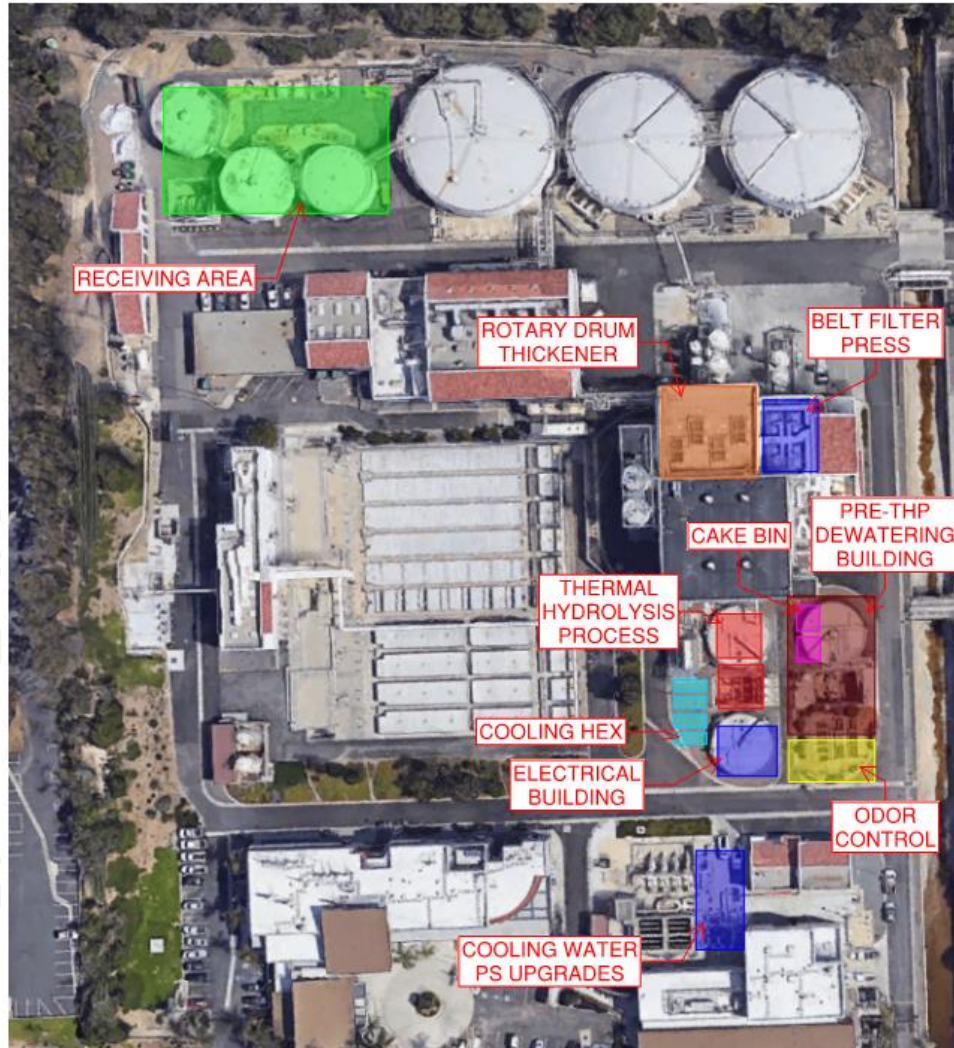 RECEIVING AREA
ROTARY DRUM
THICKENER
BELT FILTER
PRESS
CAKE BIN
PRE-THP
DEWATERING
BUILDING
THERMAL
HYDROLYSIS
PROCESS
COOLING HEX
ELECTRICAL
BUILDING
ODOR
CONTROL
COOLING WATER
PS UPGRADES